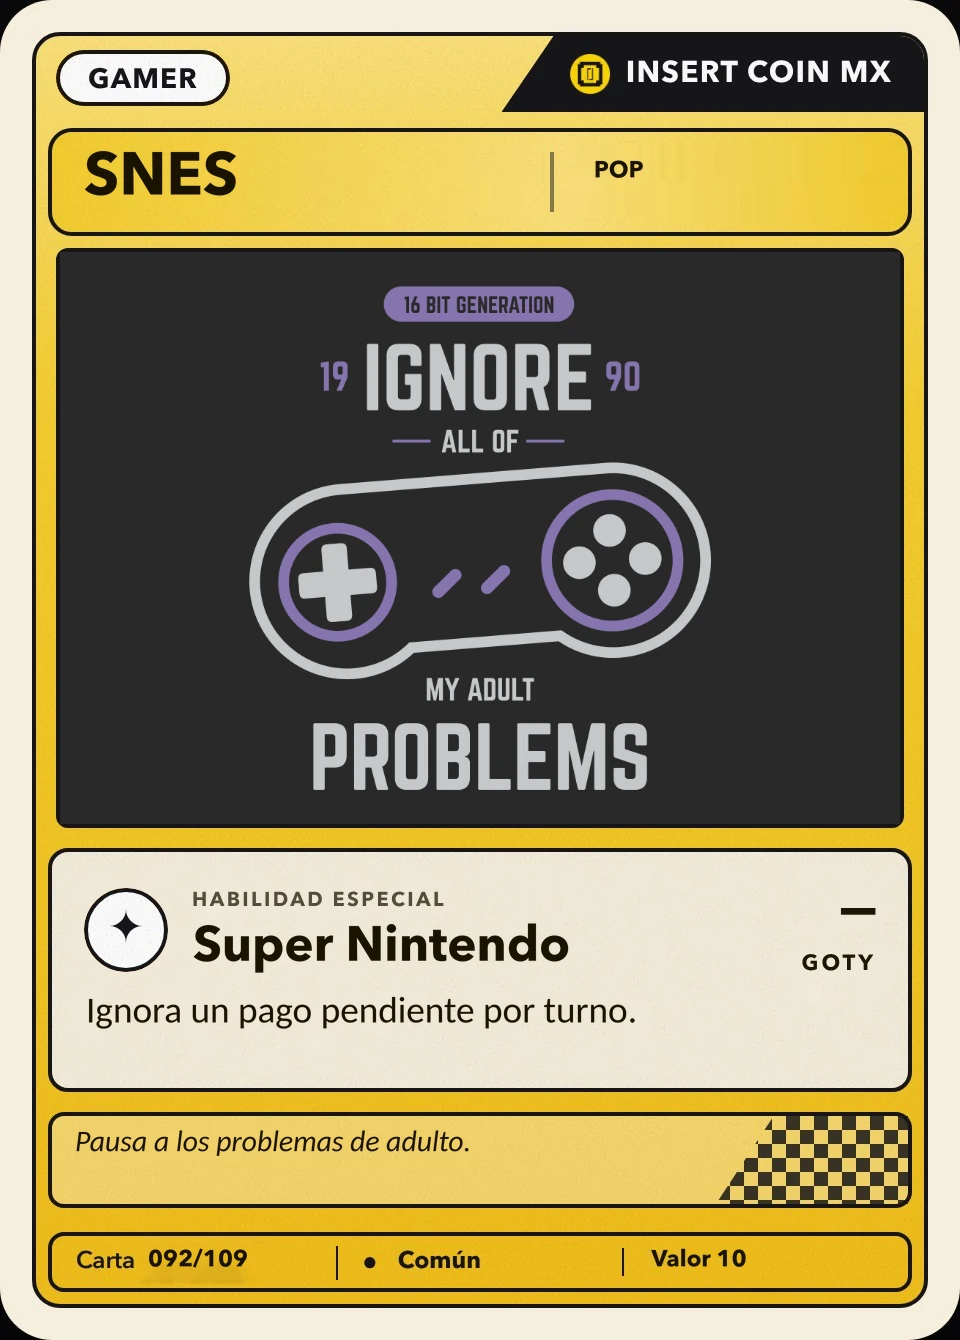 GAMER
INSERT COIN MX
SNES
POP
16 BIT GENERATION
19 IGNORE 90
ALL OF
MY ADULT
PROBLEMS
HABILIDAD ESPECIAL
Super Nintendo
GOTY
Ignora un pago pendiente por turno.
Pausa a los problemas de adulto.
Carta 092/109
Común
Valor 10